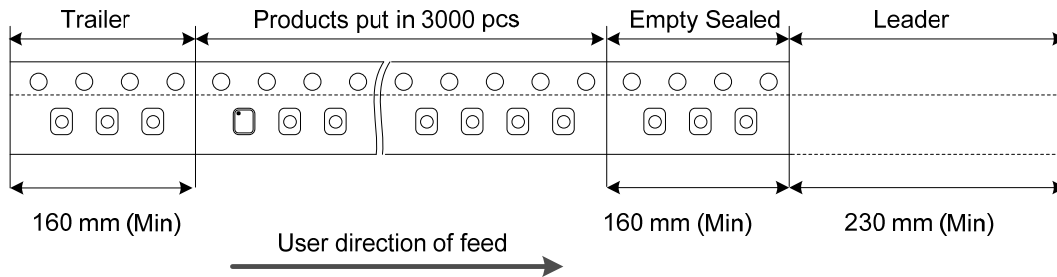 Trailer
Products put in 3000 pcs
Empty Sealed
Leader
160 mm (Min)
160 mm (Min)
230 mm (Min)
User direction of feed